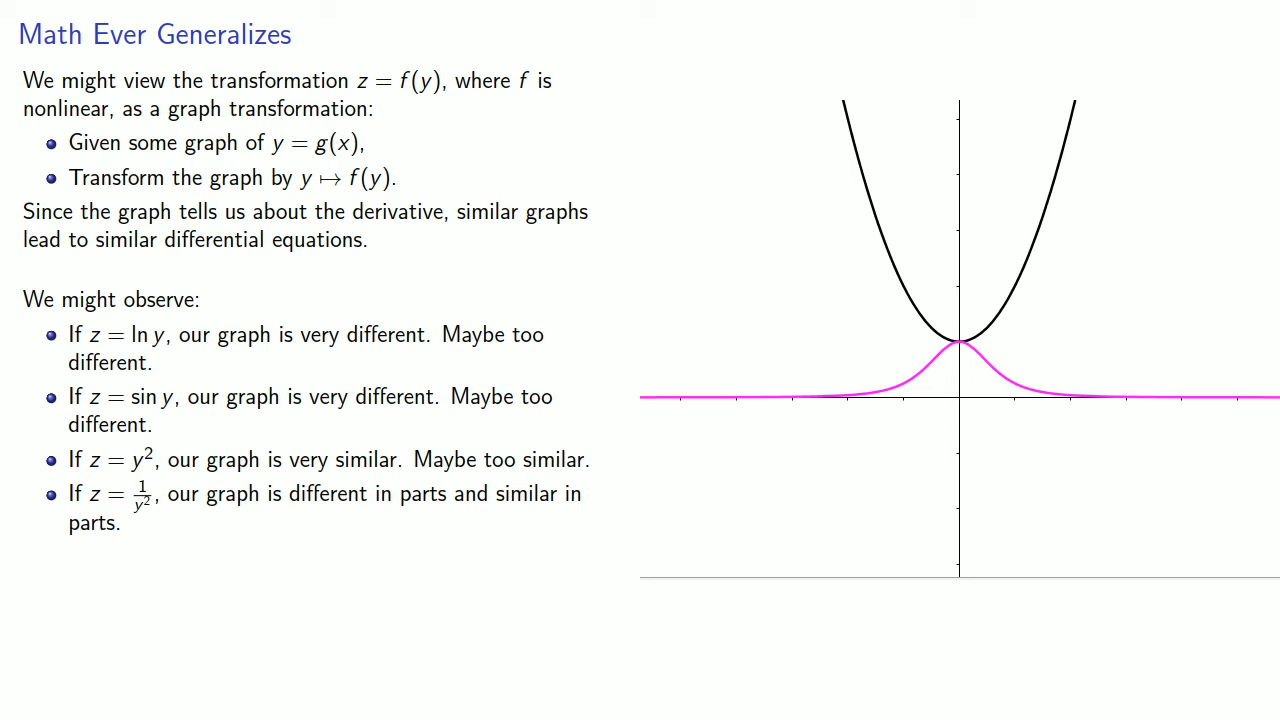 Math Ever Generalizes
We might view the transformation z = f(y), where f is
nonlinear, as a graph transformation:
Given some graph of y = g(x),
Transform the graph by y ↦ f(y).
Since the graph tells us about the derivative, similar graphs
lead to similar differential equations.
We might observe:
If z = ln y, our graph is very different. Maybe too
different.
If z = sin y, our graph is very different. Maybe too
different.
If z = y², our graph is very similar. Maybe too similar.
If z = 1/y², our graph is different in parts and similar in
parts.